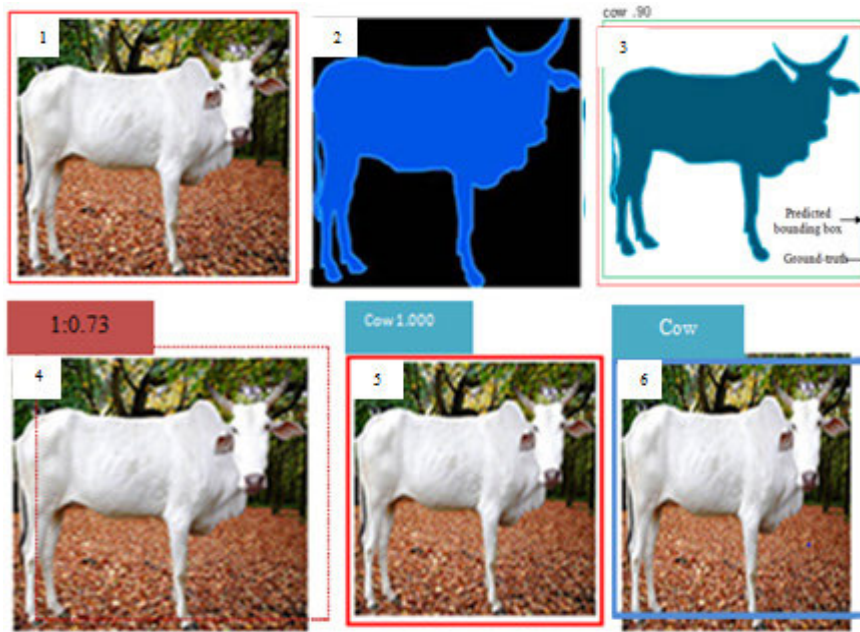 1
2
cow .90
3
Predicted
bounding box
Ground-truth
1:0.73
4
Cow 1.000
5
Cow
6